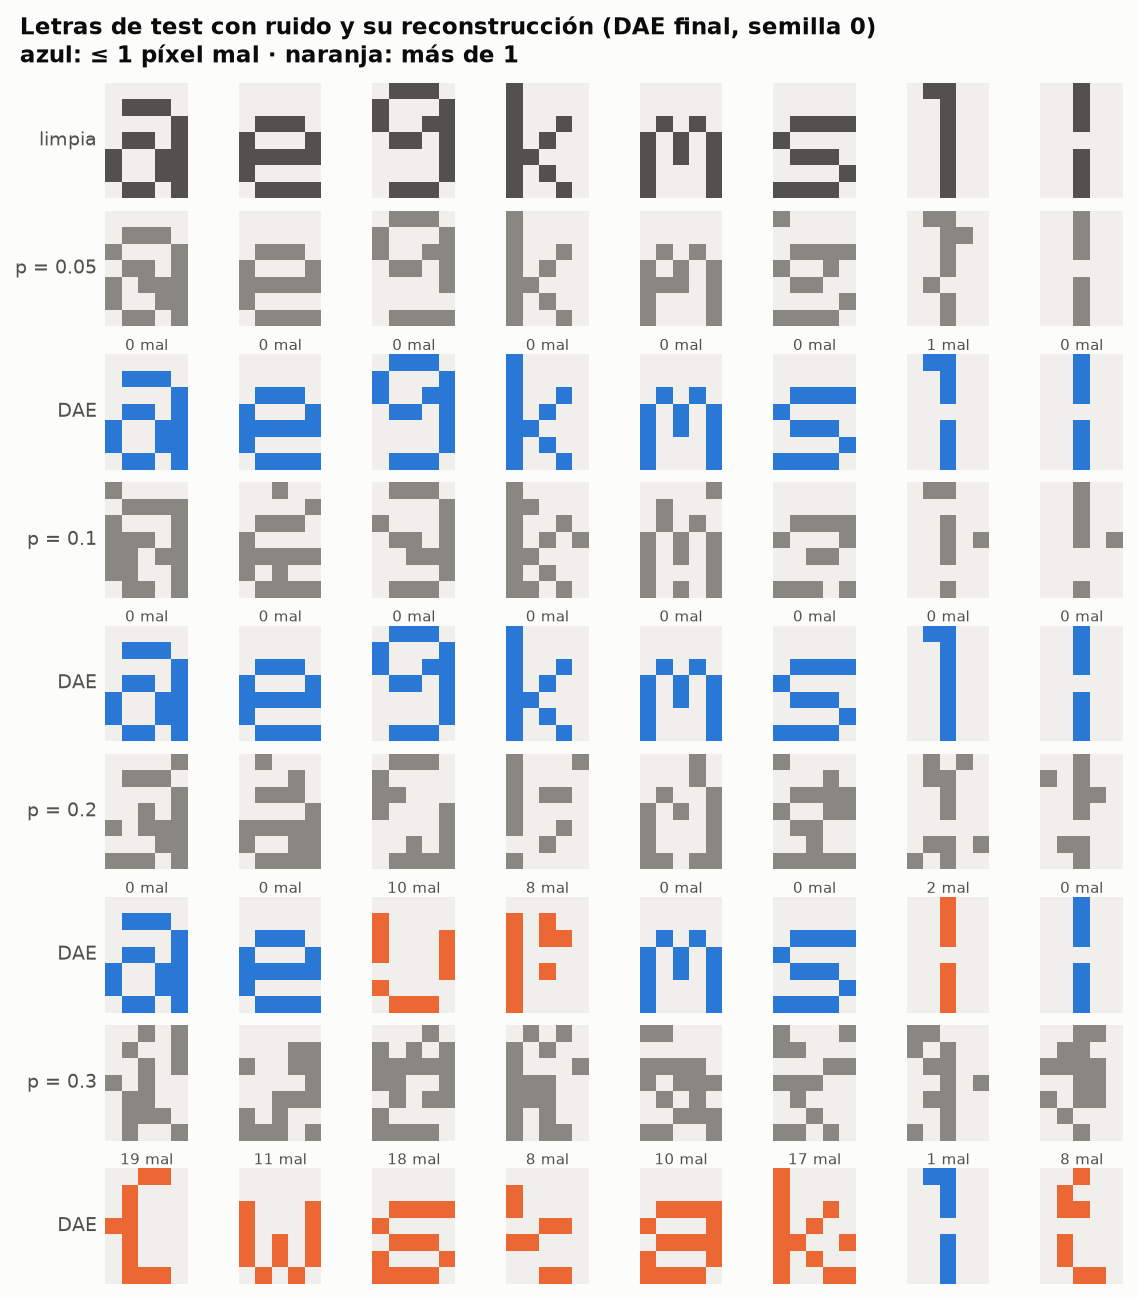 Letras de test con ruido y su reconstrucción (DAE final, semilla 0)
azul: ≤ 1 píxel mal · naranja: más de 1
limpia
p = 0.05
0 mal 0 mal 0 mal 0 mal 0 mal 0 mal 1 mal 0 mal
DAE
p = 0.1
0 mal 0 mal 0 mal 0 mal 0 mal 0 mal 0 mal 0 mal
DAE
p = 0.2
0 mal 0 mal 10 mal 8 mal 0 mal 0 mal 2 mal 0 mal
DAE
p = 0.3
19 mal 11 mal 18 mal 8 mal 10 mal 17 mal 1 mal 8 mal
DAE